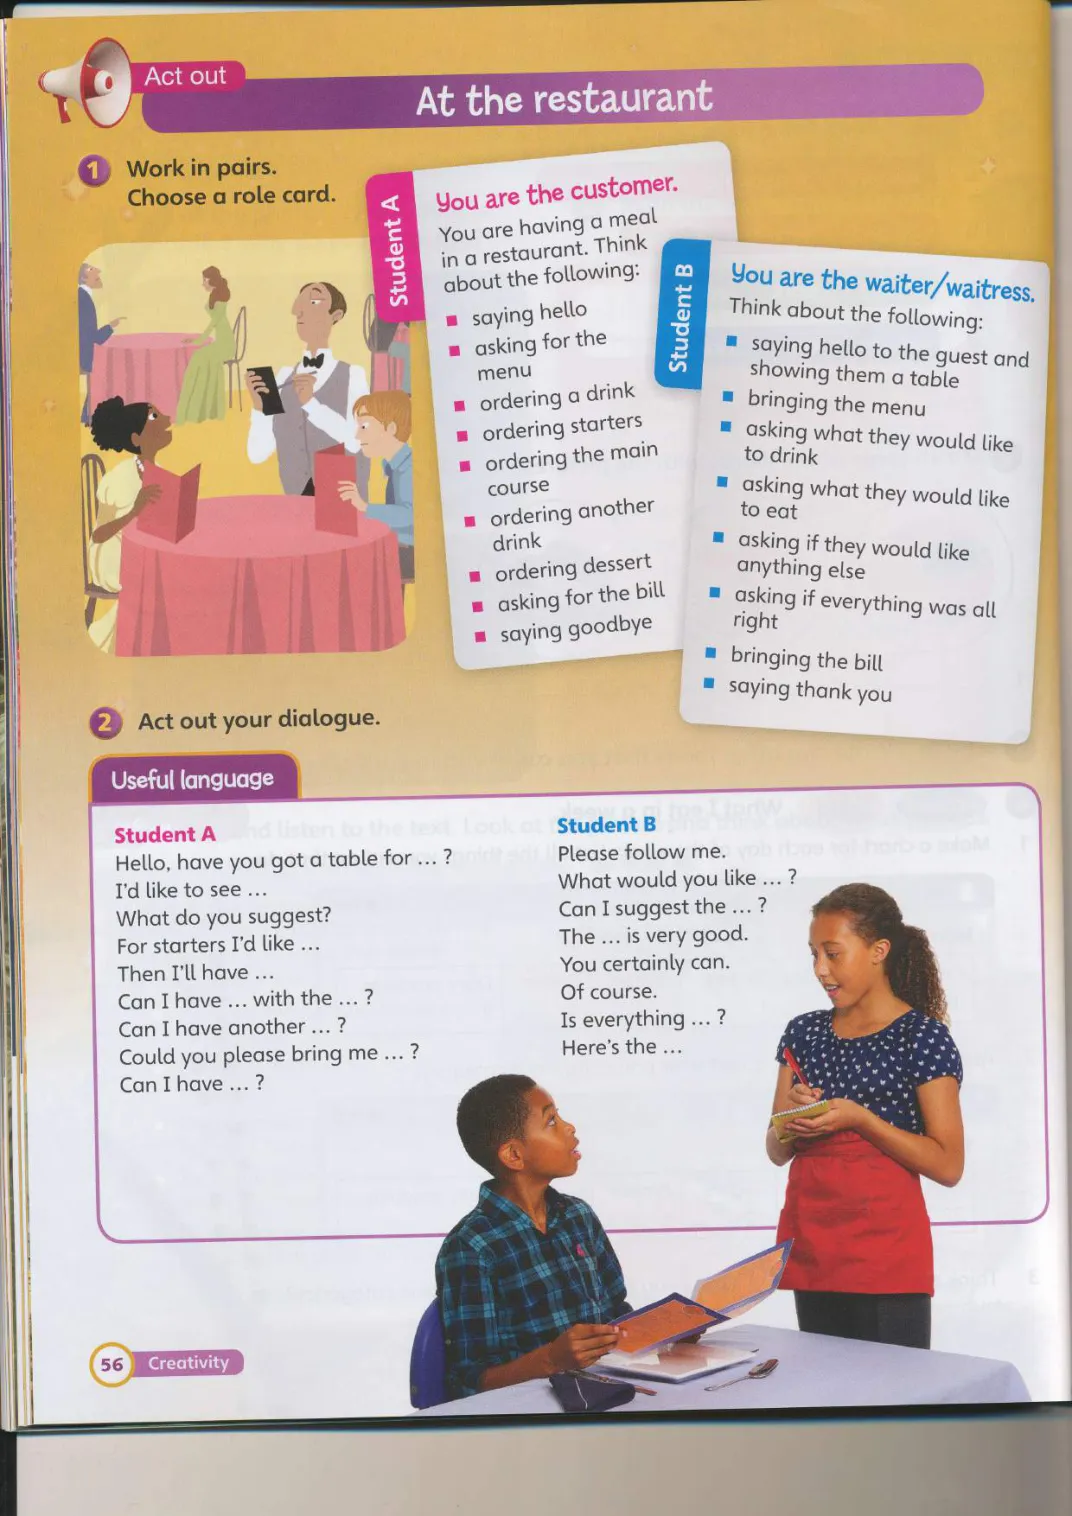 Act out
At the restaurant
1 Work in pairs.
Choose a role card.
Student A
You are the customer.
You are having a meal
in a restaurant. Think
about the following:
saying hello
asking for the
menu
ordering a drink
ordering starters
ordering the main
course
ordering another
drink
ordering dessert
asking for the bill
saying goodbye
Student B
You are the waiter/waitress.
Think about the following:
saying hello to the guest and
showing them a table
bringing the menu
asking what they would like
to drink
asking what they would like
to eat
asking if they would like
anything else
asking if everything was all
right
bringing the bill
saying thank you
2 Act out your dialogue.
Useful language
Student A
Hello, have you got a table for ... ?
I'd like to see ...
What do you suggest?
For starters I'd like ...
Then I'll have ...
Can I have ... with the ... ?
Can I have another ... ?
Could you please bring me ... ?
Can I have ... ?
Student B
Please follow me.
What would you like ... ?
Can I suggest the ... ?
The ... is very good.
You certainly can.
Of course.
Is everything ... ?
Here's the ...
56 Creativity